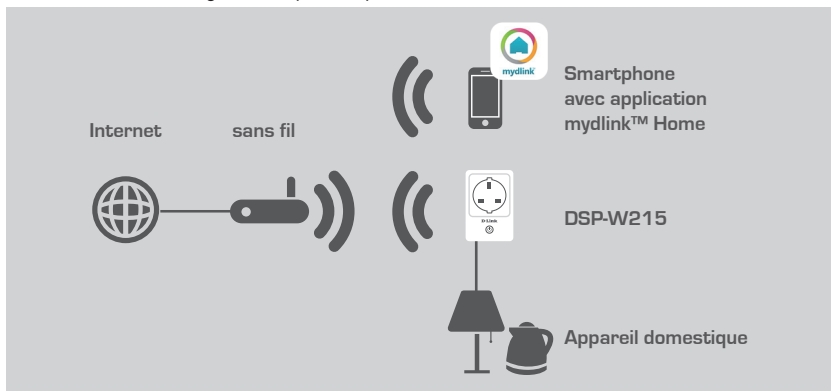 mydlink
Smartphone
avec application
mydlink™ Home
Internet
sans fil
D-Link
DSP-W215
Appareil domestique